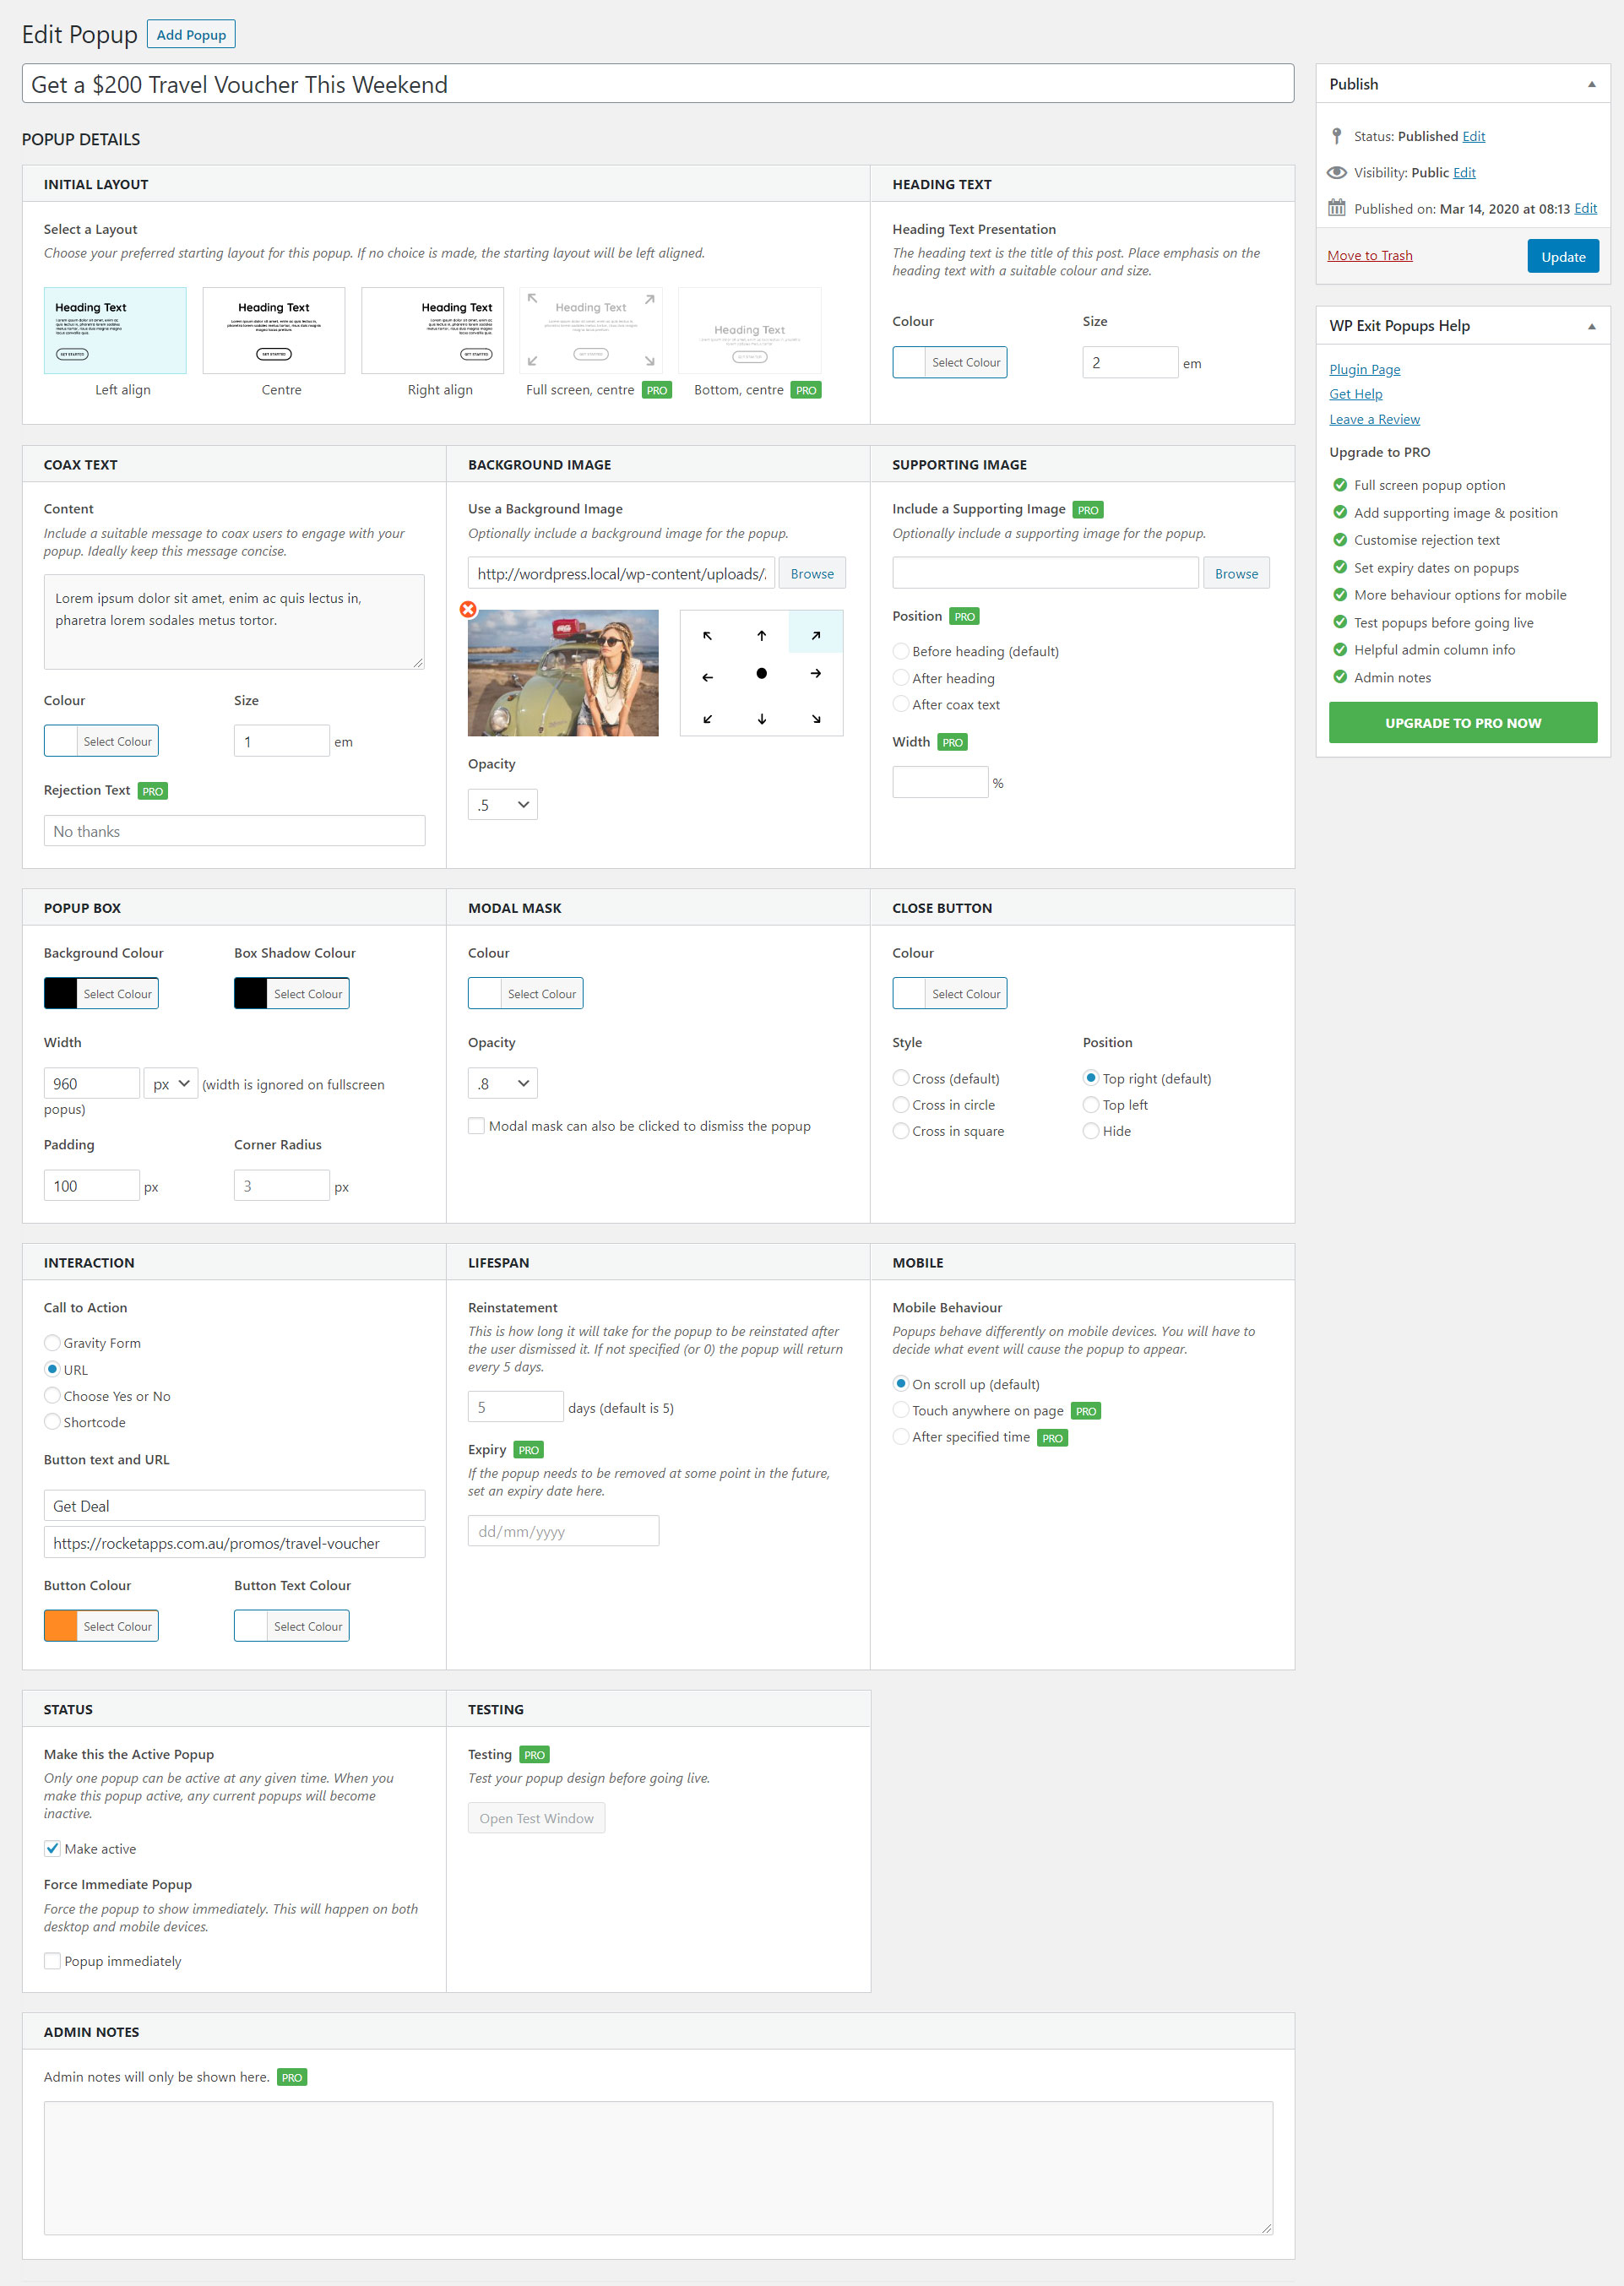 Edit Popup Add Popup
Get a $200 Travel Voucher This Weekend
POPUP DETAILS
INITIAL LAYOUT
Select a Layout
Choose your preferred starting layout for this popup. If no choice is made, the starting layout will be left aligned.
Heading Text
GET STARTED
Left align
Heading Text
GET STARTED
Centre
Heading Text
GET STARTED
Right align
Heading Text
GET STARTED
Full screen, centre PRO
Heading Text
Bottom, centre PRO
HEADING TEXT
Heading Text Presentation
The heading text is the title of this post. Place emphasis on the
heading text with a suitable colour and size.
Colour Size
Select Colour 2 em
COAX TEXT
Content
Include a suitable message to coax users to engage with your
popup. Ideally keep this message concise.
Lorem ipsum dolor sit amet, enim ac quis lectus in,
pharetra lorem sodales metus tortor.
Colour Size
Select Colour 1 em
Rejection Text PRO
No thanks
BACKGROUND IMAGE
Use a Background Image
Optionally include a background image for the popup.
http://wordpress.local/wp-content/uploads/. Browse
Opacity
.5
SUPPORTING IMAGE
Include a Supporting Image PRO
Optionally include a supporting image for the popup.
Browse
Position PRO
Before heading (default)
After heading
After coax text
Width PRO
%
POPUP BOX
Background Colour Box Shadow Colour
Select Colour Select Colour
Width
960 px (width is ignored on fullscreen
popus)
Padding Corner Radius
100 px 3 px
MODAL MASK
Colour
Select Colour
Opacity
.8
Modal mask can also be clicked to dismiss the popup
CLOSE BUTTON
Colour
Select Colour
Style Position
Cross (default) Top right (default)
Cross in circle Top left
Cross in square Hide
INTERACTION
Call to Action
Gravity Form
URL
Choose Yes or No
Shortcode
Button text and URL
Get Deal
https://rocketapps.com.au/promos/travel-voucher
Button Colour Button Text Colour
Select Colour Select Colour
LIFESPAN
Reinstatement
This is how long it will take for the popup to be reinstated after
the user dismissed it. If not specified (or 0) the popup will return
every 5 days.
5 days (default is 5)
Expiry PRO
If the popup needs to be removed at some point in the future,
set an expiry date here.
dd/mm/yyyy
MOBILE
Mobile Behaviour
Popups behave differently on mobile devices. You will have to
decide what event will cause the popup to appear.
On scroll up (default)
Touch anywhere on page PRO
After specified time PRO
STATUS
Make this the Active Popup
Only one popup can be active at any given time. When you
make this popup active, any current popups will become
inactive.
Make active
Force Immediate Popup
Force the popup to show immediately. This will happen on both
desktop and mobile devices.
Popup immediately
TESTING
Testing PRO
Test your popup design before going live.
Open Test Window
ADMIN NOTES
Admin notes will only be shown here. PRO
Publish
Status: Published Edit
Visibility: Public Edit
Published on: Mar 14, 2020 at 08:13 Edit
Move to Trash Update
WP Exit Popups Help
Plugin Page
Get Help
Leave a Review
Upgrade to PRO
Full screen popup option
Add supporting image & position
Customise rejection text
Set expiry dates on popups
More behaviour options for mobile
Test popups before going live
Helpful admin column info
Admin notes
UPGRADE TO PRO NOW